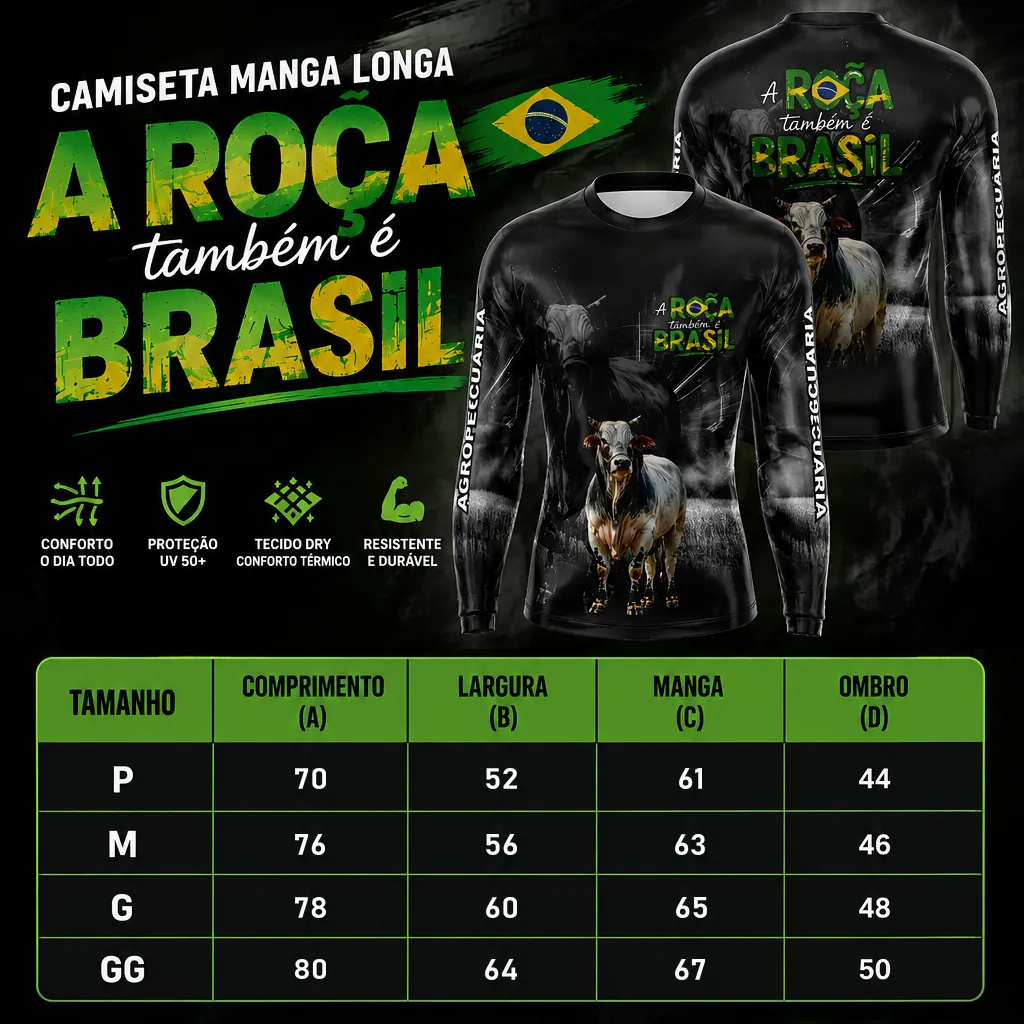 CAMISETA MANGA LONGA
A ROÇA
também é
BRASIL
A ROÇA
também é
BRASIL
AGROPECUÁRIA
A ROÇA
também é
BRASIL
AGROPECUÁRIA
CONFORTO
O DIA TODO
PROTEÇÃO
UV 50+
TECIDO DRY
CONFORTO TÉRMICO
RESISTENTE
E DURÁVEL
TAMANHO COMPRIMENTO (A) LARGURA (B) MANGA (C) OMBRO (D)
P 70 52 61 44
M 76 56 63 46
G 78 60 65 48
GG 80 64 67 50